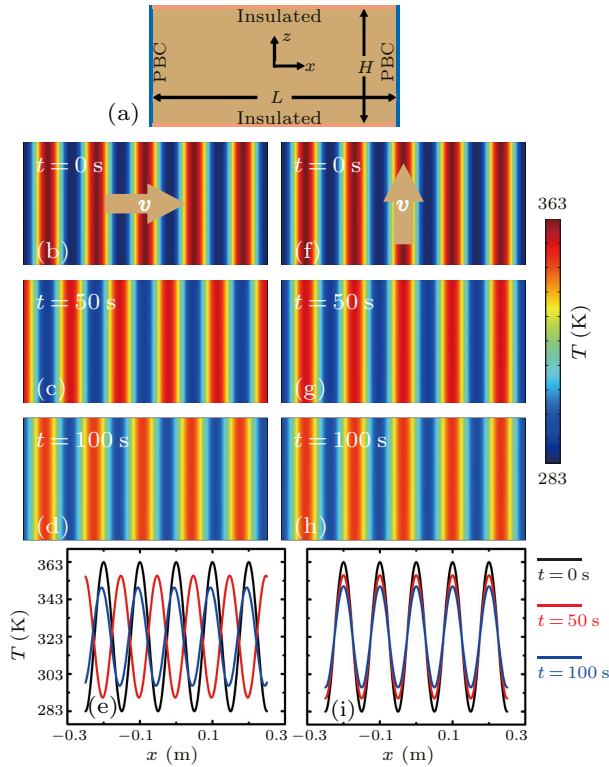 Insulated
PBC
z
x
H
PBC
L
Insulated
(a)
t = 0 s
v
(b)
t = 0 s
v
(f)
363
T (K)
283
t = 50 s
(c)
t = 50 s
(g)
t = 100 s
(d)
t = 100 s
(h)
363
343
323
303
283
T (K)
(e)
(i)
−0.3
−0.1
0.1
0.3
x (m)
−0.3
−0.1
0.1
0.3
x (m)
t = 0 s
t = 50 s
t = 100 s